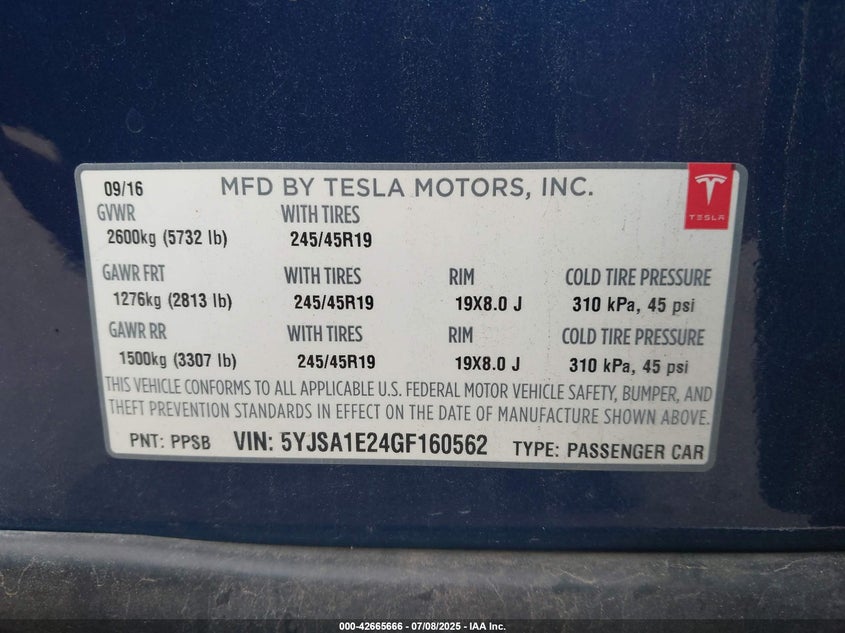 09/16 MFD BY TESLA MOTORS, INC.
TESLA
GVWR WITH TIRES
2600kg (5732 lb) 245/45R19
GAWR FRT WITH TIRES RIM COLD TIRE PRESSURE
1276kg (2813 lb) 245/45R19 19X8.0 J 310 kPa, 45 psi
GAWR RR WITH TIRES RIM COLD TIRE PRESSURE
1500kg (3307 lb) 245/45R19 19X8.0 J 310 kPa, 45 psi
THIS VEHICLE CONFORMS TO ALL APPLICABLE U.S. FEDERAL MOTOR VEHICLE SAFETY, BUMPER, AND
THEFT PREVENTION STANDARDS IN EFFECT ON THE DATE OF MANUFACTURE SHOWN ABOVE.
PNT: PPSB VIN: 5YJSA1E24GF160562 TYPE: PASSENGER CAR
000-42665666 - 07/08/2025 - IAA Inc.